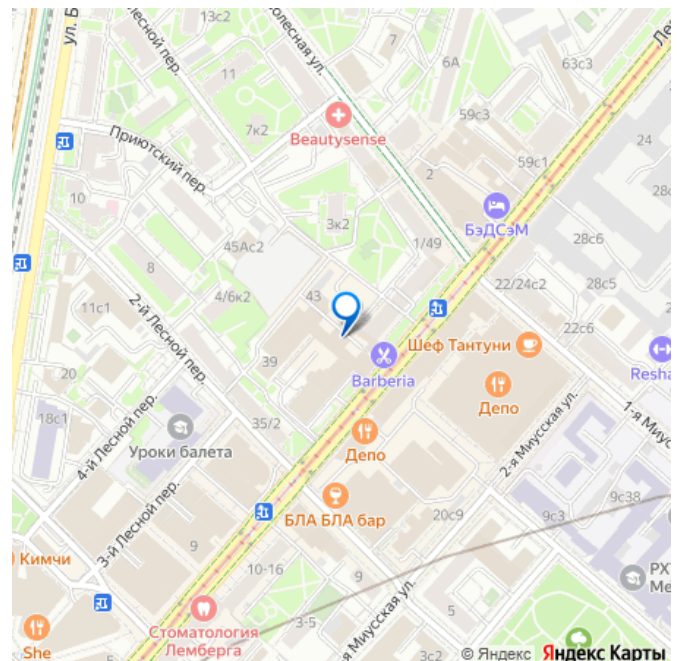 13с2
олесная ул.
7
63с3
Ле
ул. Б
Лесной пер.
11
6А
59с3
7к2
Beautysense
24
59с1
2
Приютский пер.
28с
10
3к2
БэДСэМ
28с6
45Ас2
1/49
8
28с5
4/6к2
43
22/24с2
11с1
22с6
2-й Лесной пер.
Шеф Тантуни
39
Barberia
Resha
20
Депо
1-я Миус
18с1
35/2
2-я Миусская ул.
Уроки балета
Депо
4-й Лесной пер.
9с38
БЛА БЛА бар
20с9
9с3
3-й Лесной пер.
Кимчи
9
10-16
9
РХТ
Ме
5
3-5
я Миусская ул.
Стоматология
Лемберга
She
3с2
© Яндекс Яндекс Карты